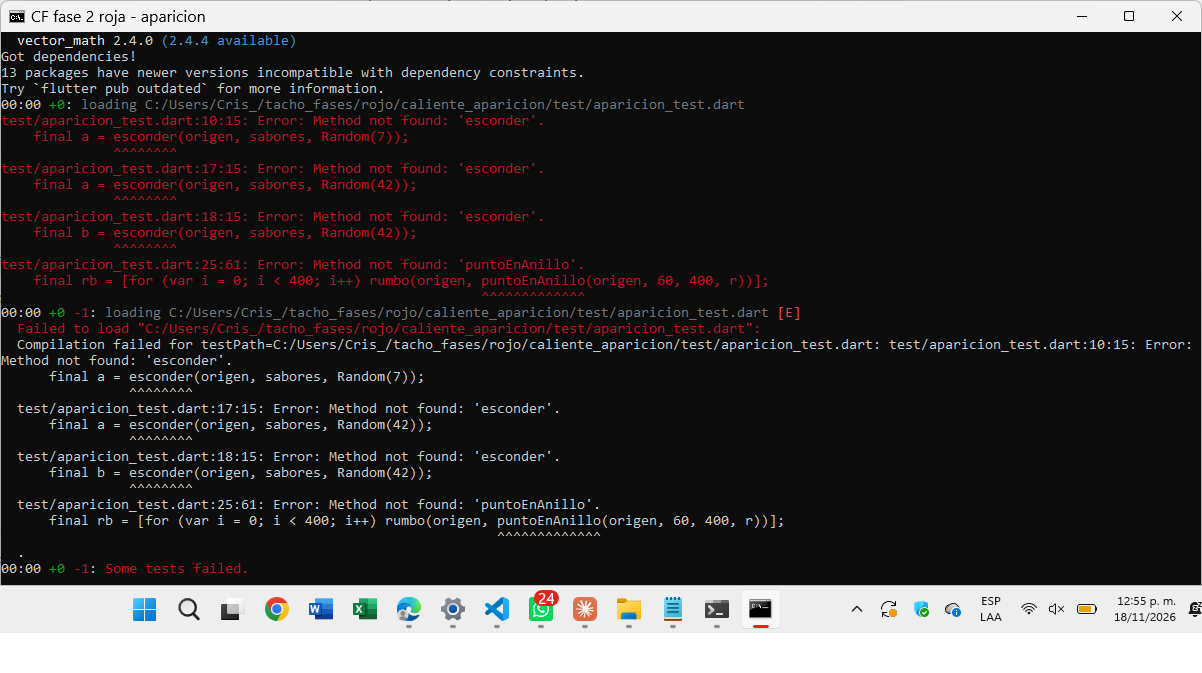 CF fase 2 roja - aparicion
vector_math 2.4.0 (2.4.4 available)
Got dependencies!
13 packages have newer versions incompatible with dependency constraints.
Try `flutter pub outdated` for more information.
00:00 +0: loading C:/Users/Cris_/tacho_fases/rojo/caliente_aparicion/test/aparicion_test.dart
test/aparicion_test.dart:10:15: Error: Method not found: 'esconder'.
    final a = esconder(origen, sabores, Random(7));
              ^^^^^^^^
test/aparicion_test.dart:17:15: Error: Method not found: 'esconder'.
    final a = esconder(origen, sabores, Random(42));
              ^^^^^^^^
test/aparicion_test.dart:18:15: Error: Method not found: 'esconder'.
    final b = esconder(origen, sabores, Random(42));
              ^^^^^^^^
test/aparicion_test.dart:25:61: Error: Method not found: 'puntoEnAnillo'.
    final rb = [for (var i = 0; i < 400; i++) rumbo(origen, puntoEnAnillo(origen, 60, 400, r))];
                                                            ^^^^^^^^^^^^^
00:00 +0 -1: loading C:/Users/Cris_/tacho_fases/rojo/caliente_aparicion/test/aparicion_test.dart [E]
  Failed to load "C:/Users/Cris_/tacho_fases/rojo/caliente_aparicion/test/aparicion_test.dart":
  Compilation failed for testPath=C:/Users/Cris_/tacho_fases/rojo/caliente_aparicion/test/aparicion_test.dart: test/aparicion_test.dart:10:15: Error:
Method not found: 'esconder'.
      final a = esconder(origen, sabores, Random(7));
                ^^^^^^^^
  test/aparicion_test.dart:17:15: Error: Method not found: 'esconder'.
      final a = esconder(origen, sabores, Random(42));
                ^^^^^^^^
  test/aparicion_test.dart:18:15: Error: Method not found: 'esconder'.
      final b = esconder(origen, sabores, Random(42));
                ^^^^^^^^
  test/aparicion_test.dart:25:61: Error: Method not found: 'puntoEnAnillo'.
      final rb = [for (var i = 0; i < 400; i++) rumbo(origen, puntoEnAnillo(origen, 60, 400, r))];
                                                              ^^^^^^^^^^^^^
  .
00:00 +0 -1: Some tests failed.
24
ESP
LAA
12:55 p. m.
18/11/2026